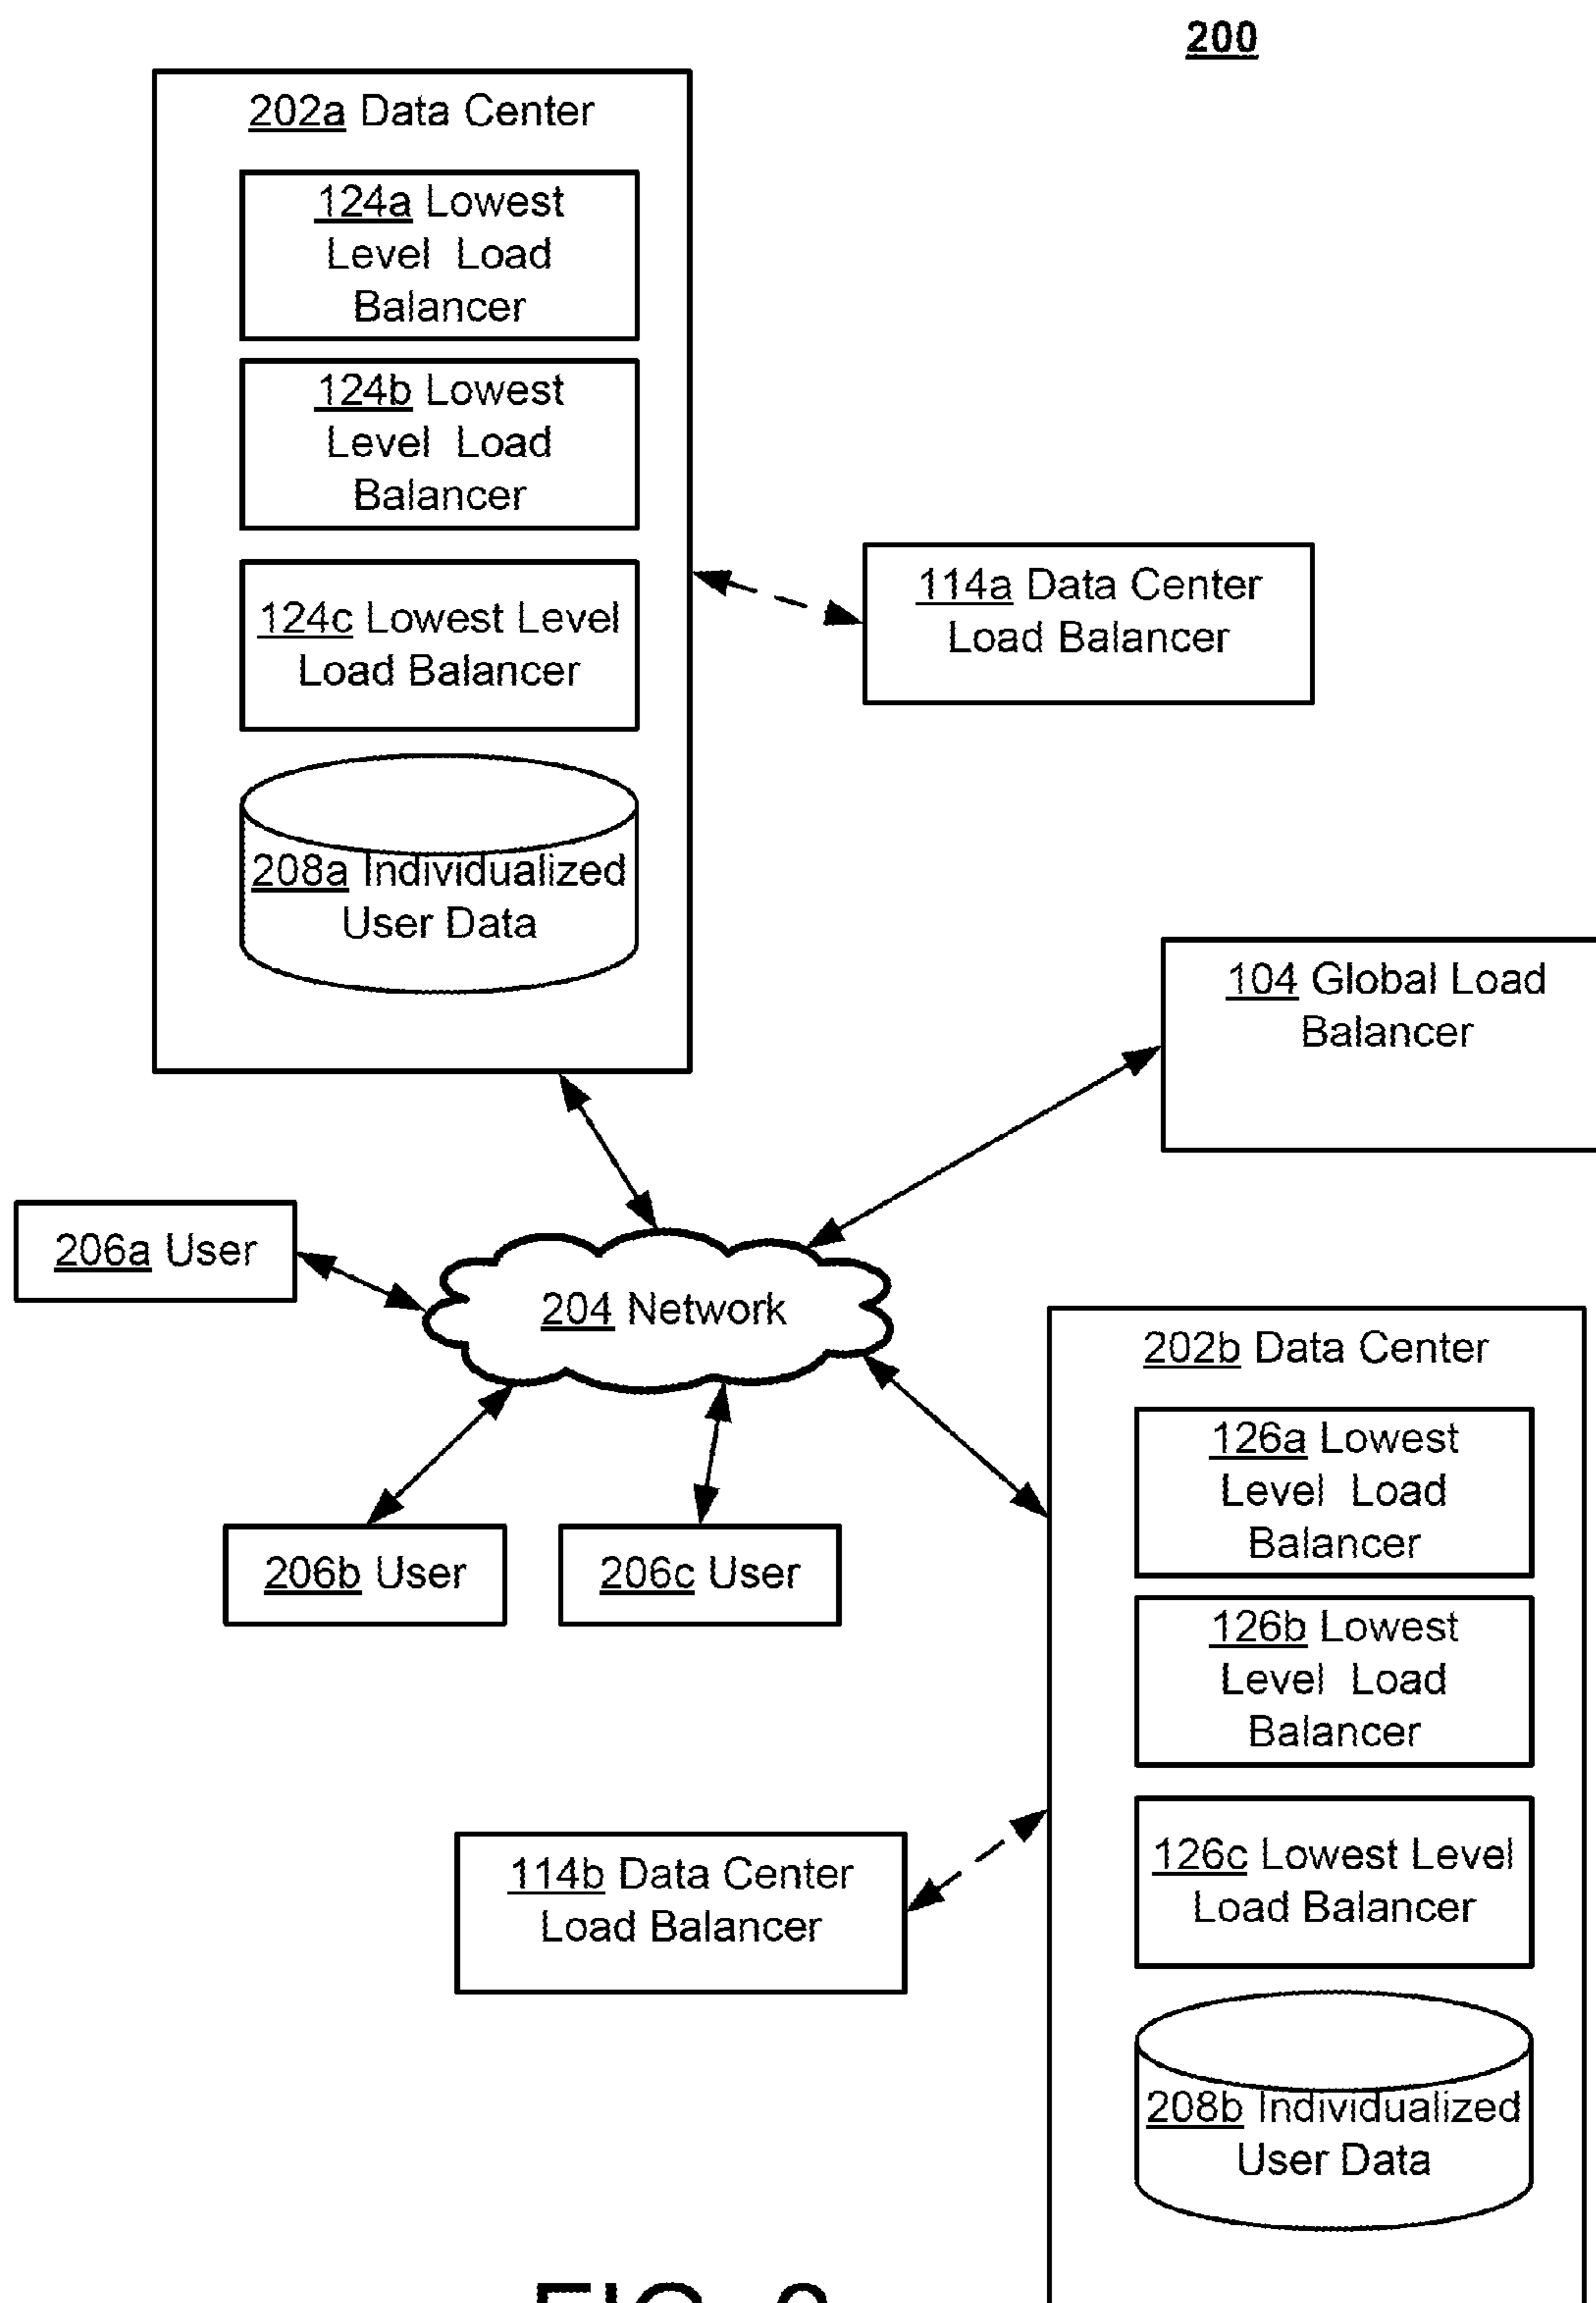 200
202a Data Center
124a Lowest
Level Load
Balancer
124b Lowest
Level Load
Balancer
124c Lowest Level
Load Balancer
208a Individualized
User Data
114a Data Center
Load Balancer
104 Global Load
Balancer
206a User
204 Network
206b User
206c User
202b Data Center
126a Lowest
Level Load
Balancer
126b Lowest
Level Load
Balancer
126c Lowest Level
Load Balancer
208b Individualized
User Data
114b Data Center
Load Balancer
FIG.